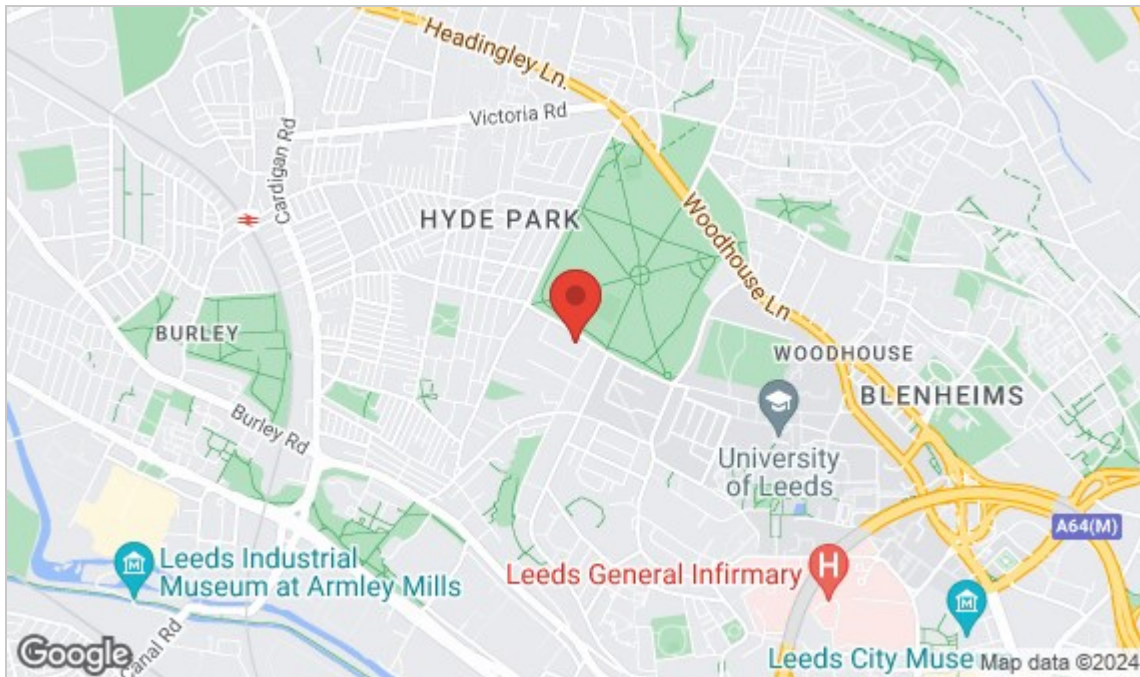 Headingley Ln.
Victoria Rd
Cardigan Rd
HYDE PARK
Woodhouse Ln
BURLEY
WOODHOUSE
BLENHEIMS
Burley Rd
University
of Leeds
A64(M)
Leeds Industrial
Museum at Armley Mills
Leeds General Infirmary
H
Canal Rd
Google
Leeds City Muse
Map data ©2024